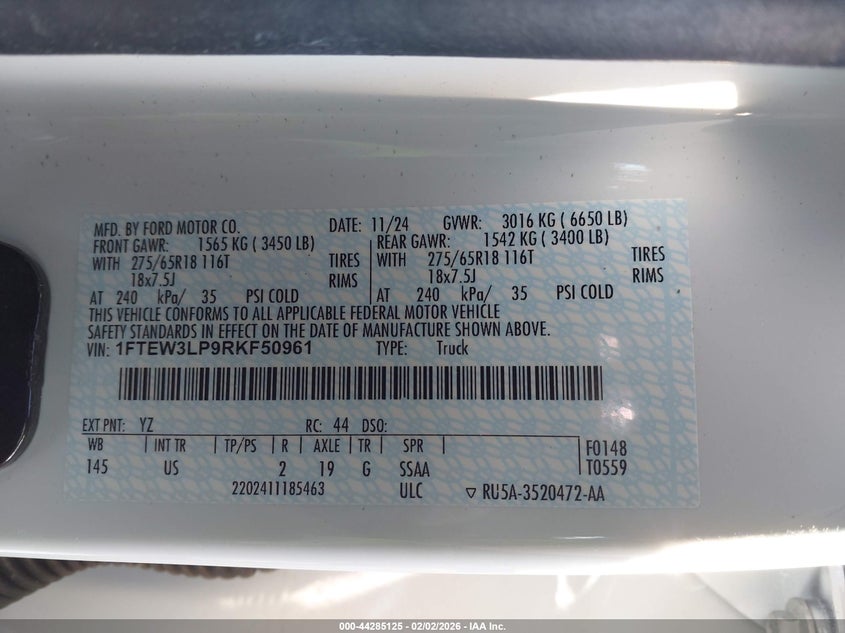 MFD. BY FORD MOTOR CO. DATE: 11/24 GVWR: 3016 KG ( 6650 LB)
FRONT GAWR: 1565 KG ( 3450 LB) REAR GAWR: 1542 KG ( 3400 LB)
WITH 275/65R18 116T TIRES WITH 275/65R18 116T TIRES
18x7.5J RIMS 18x7.5J RIMS
AT 240 kPa/ 35 PSI COLD AT 240 kPa/ 35 PSI COLD
THIS VEHICLE CONFORMS TO ALL APPLICABLE FEDERAL MOTOR VEHICLE
SAFETY STANDARDS IN EFFECT ON THE DATE OF MANUFACTURE SHOWN ABOVE.
VIN: 1FTEW3LP9RKF50961 TYPE: Truck
EXT PNT: YZ RC: 44 DSO:
WB INT TR TP/PS R AXLE TR SPR F0148
145 US 2 19 G SSAA T0559
2202411185463 ULC ▽ RU5A-3520472-AA
000-44285125 - 02/02/2026 - IAA Inc.